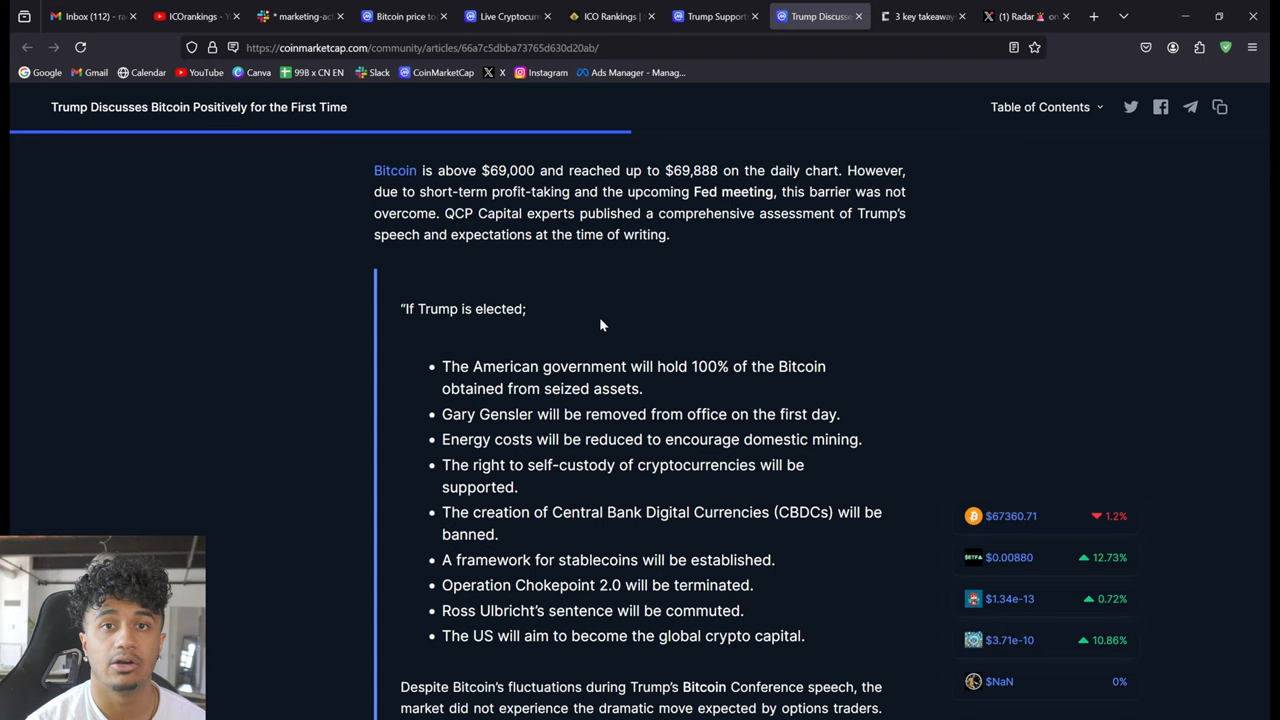 Inbox (112) - ra
ICOrankings - Y
* marketing-act
Bitcoin price to
Live Cryptocurr
ICO Rankings |
Trump Support
Trump Discusse
3 key takeaway
(1) Radar🚨 on
https://coinmarketcap.com/community/articles/66a7c5dbba73765d630d20ab/
Google
Gmail
Calendar
YouTube
Canva
99B x CN EN
Slack
CoinMarketCap
X
Instagram
Ads Manager - Manag...
Trump Discusses Bitcoin Positively for the First Time
Table of Contents
Bitcoin is above $69,000 and reached up to $69,888 on the daily chart. However,
due to short-term profit-taking and the upcoming Fed meeting, this barrier was not
overcome. QCP Capital experts published a comprehensive assessment of Trump's
speech and expectations at the time of writing.
"If Trump is elected;
• The American government will hold 100% of the Bitcoin
obtained from seized assets.
• Gary Gensler will be removed from office on the first day.
• Energy costs will be reduced to encourage domestic mining.
• The right to self-custody of cryptocurrencies will be
supported.
• The creation of Central Bank Digital Currencies (CBDCs) will be
banned.
• A framework for stablecoins will be established.
• Operation Chokepoint 2.0 will be terminated.
• Ross Ulbricht's sentence will be commuted.
• The US will aim to become the global crypto capital.
Despite Bitcoin's fluctuations during Trump's Bitcoin Conference speech, the
market did not experience the dramatic move expected by options traders.
$67360.71 1.2%
$0.00880 12.73%
$1.34e-13 0.72%
$3.71e-10 10.86%
$NaN 0%